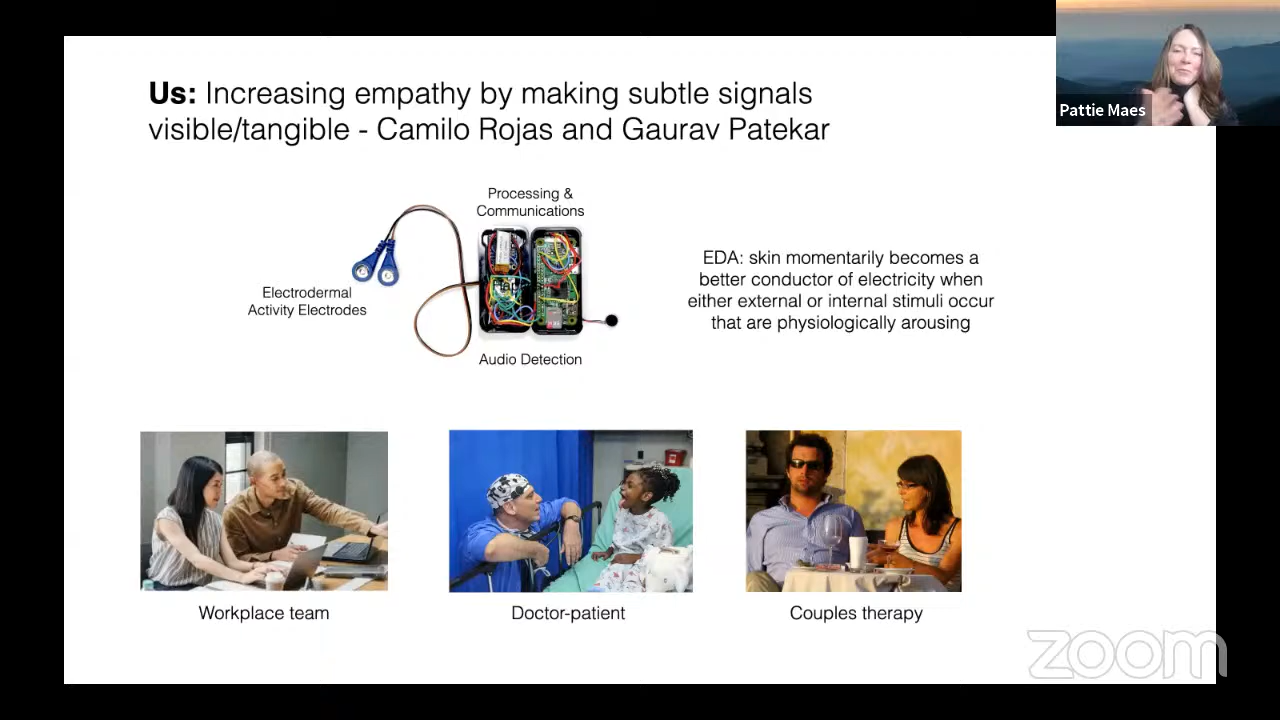 Us: Increasing empathy by making subtle signals
visible/tangible - Camilo Rojas and Gaurav Patekar
Pattie Maes
Processing &
Communications
Electrodermal
Activity Electrodes
Audio Detection
EDA: skin momentarily becomes a
better conductor of electricity when
either external or internal stimuli occur
that are physiologically arousing
Workplace team
Doctor-patient
Couples therapy
zoom